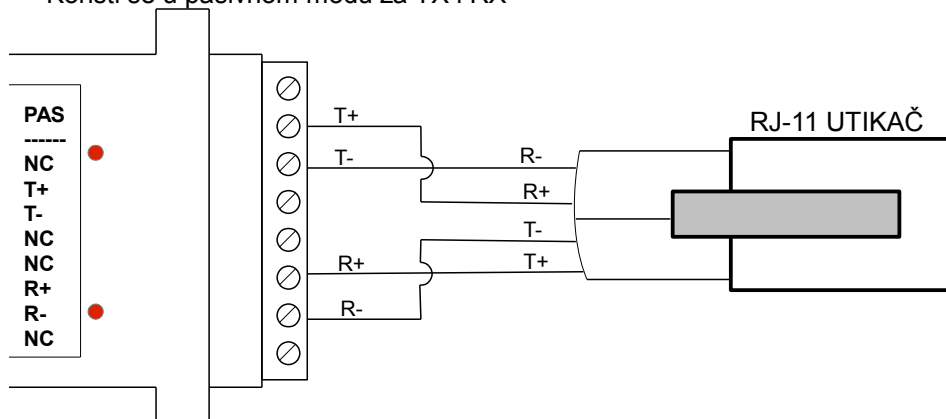 PAS
------
NC
T+
T-
NC
NC
R+
R-
NC
T+
T-
R+
R-
R-
R+
T-
T+
RJ-11 UTIKAČ